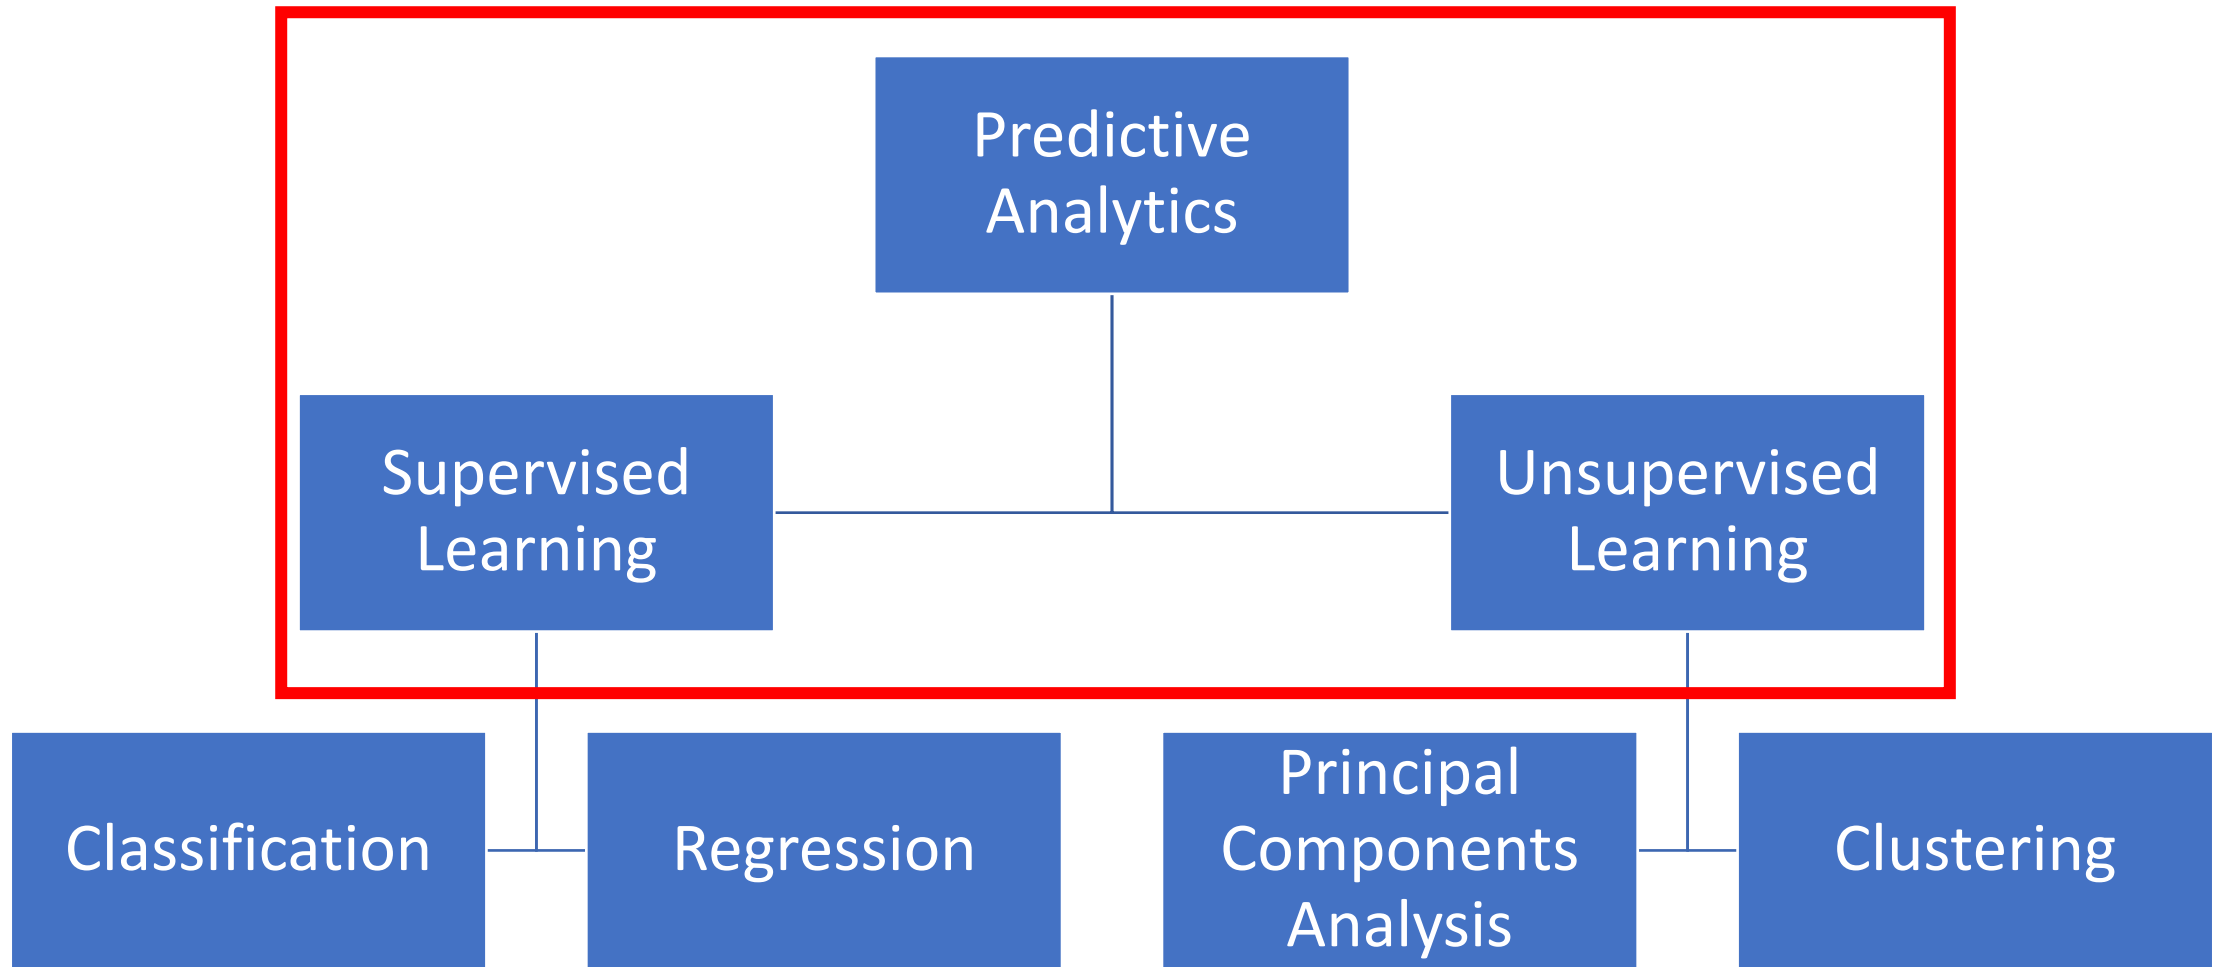 Predictive
Analytics
Supervised
Learning
Unsupervised
Learning
Classification
Regression
Principal
Components
Analysis
Clustering